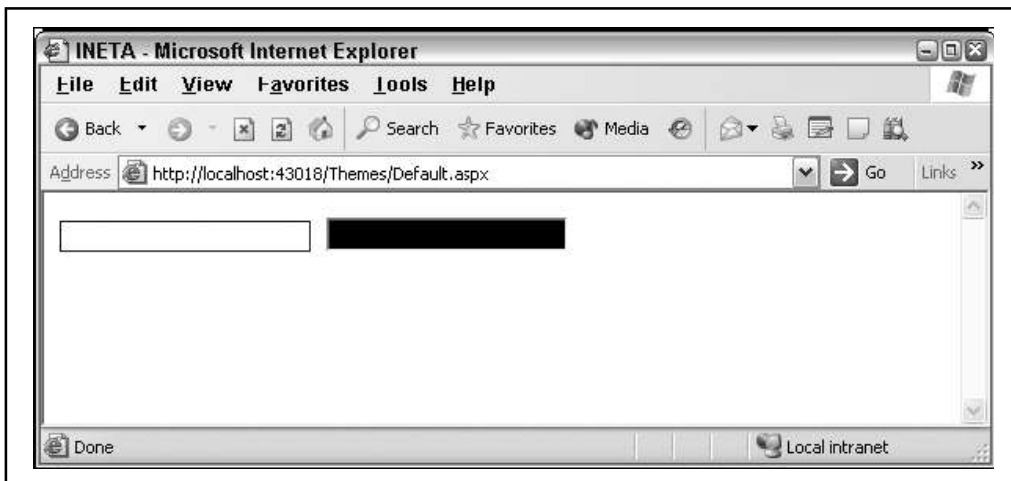 INETA - Microsoft Internet Explorer
File Edit View Favorites Tools Help
Back Search Favorites Media
Address http://localhost:43018/Themes/Default.aspx Go Links »
Done Local intranet